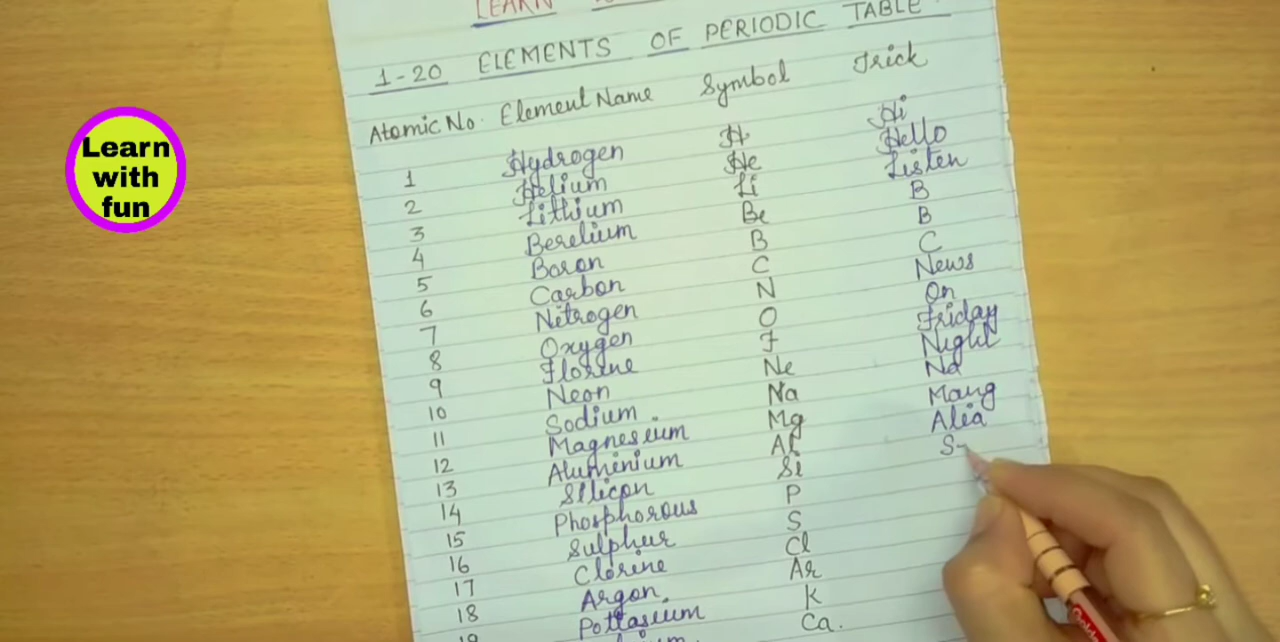 LEARN
1-20 ELEMENTS OF PERIODIC TABLE
Atomic No. Element Name Symbol Trick
1 Hydrogen H Hi
2 Helium He Hello
3 Lithium Li Listen
4 Berelium Be B
5 Boron B B
6 Carbon C C
7 Nitrogen N News
8 Oxygen O On
9 Florine F Friday
10 Neon Ne Night
11 Sodium Na Na
12 Magnesium Mg Mang
13 Aluminium Al Alia
14 Silicon Si S
15 Phosphorous P
16 Sulphur S
17 Clorine Cl
18 Argon Ar
19 Pottasium K
Ca.
Learn
with
fun